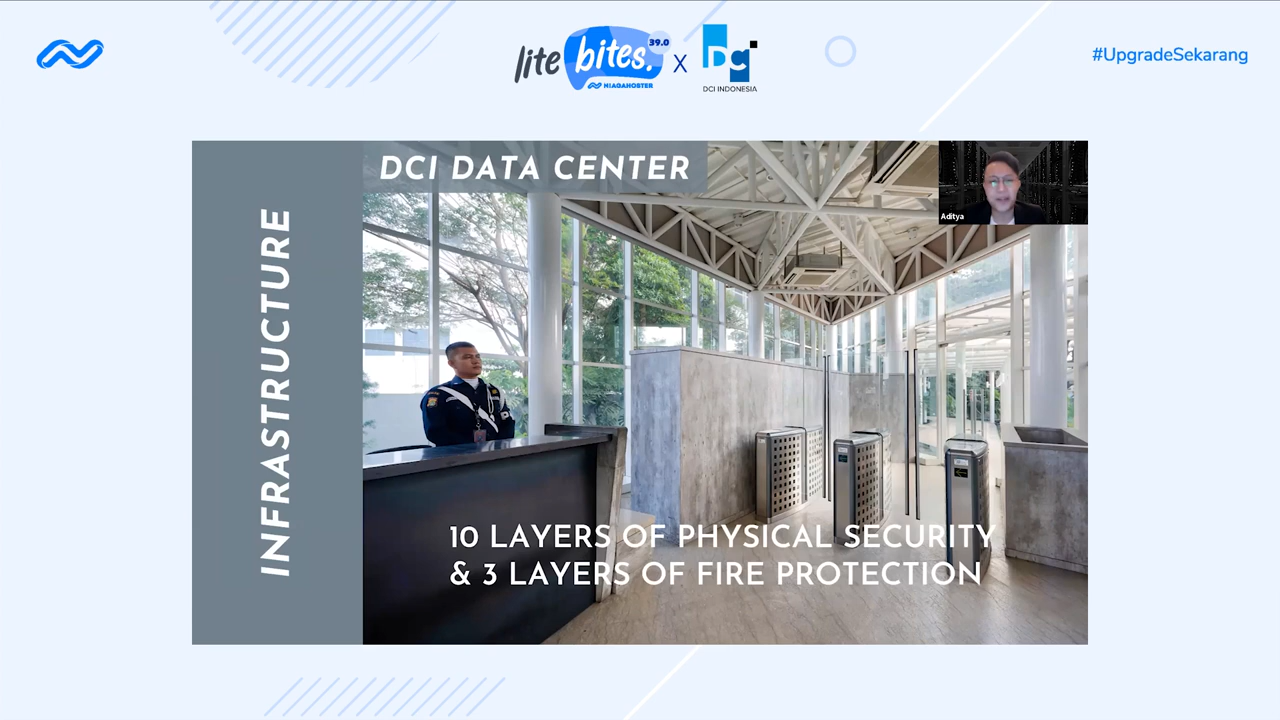 lite bites. 39.0
NIAGAHOSTER
X
DCI INDONESIA
#UpgradeSekarang
DCI DATA CENTER
Aditya
INFRASTRUCTURE
10 LAYERS OF PHYSICAL SECURITY
& 3 LAYERS OF FIRE PROTECTION